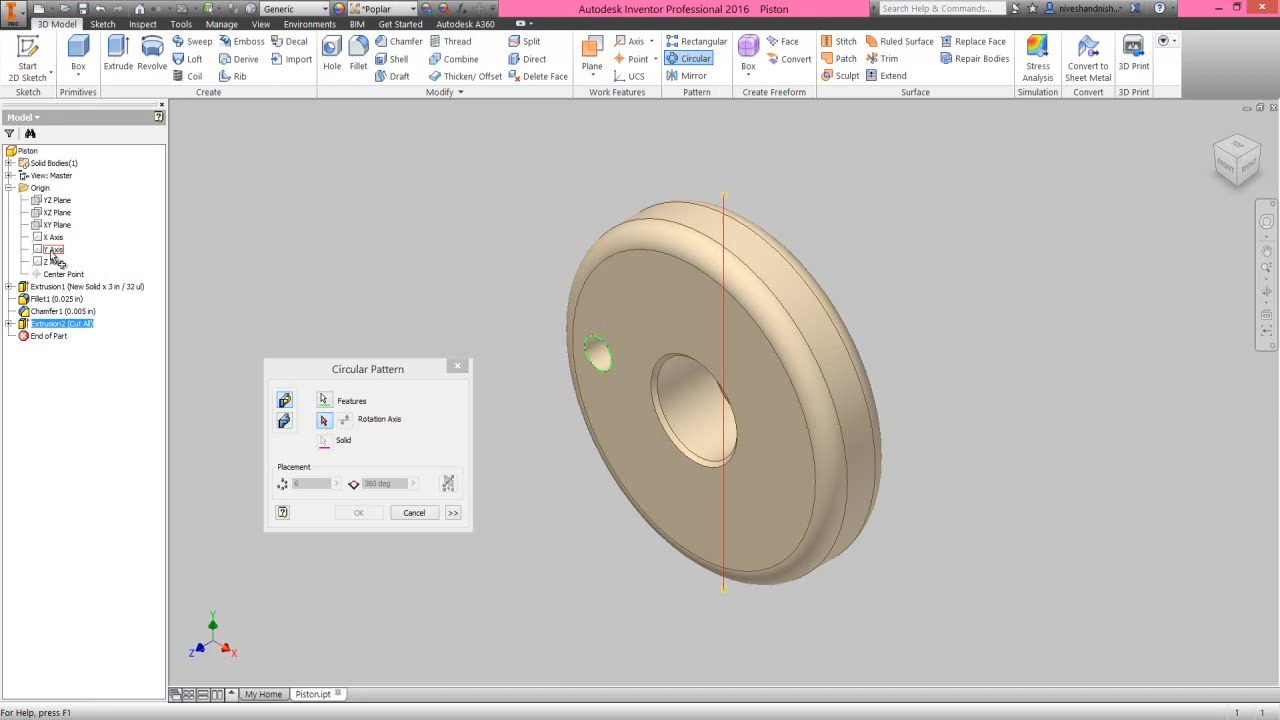 PRO
Generic
*Poplar
Autodesk Inventor Professional 2016 Piston
Search Help & Commands...
niveshandnish...
3D Model Sketch Inspect Tools Manage View Environments BIM Get Started Autodesk A360
Start
2D Sketch
Sketch
Box
Primitives
Extrude
Revolve
Sweep
Loft
Coil
Emboss
Derive
Rib
Decal
Import
Create
Hole
Fillet
Chamfer
Shell
Draft
Thread
Combine
Thicken/ Offset
Split
Direct
Delete Face
Modify
Plane
Axis
Point
UCS
Work Features
Rectangular
Circular
Mirror
Pattern
Box
Face
Convert
Create Freeform
Stitch
Patch
Sculpt
Ruled Surface
Trim
Extend
Replace Face
Repair Bodies
Surface
Stress
Analysis
Simulation
Convert to
Sheet Metal
Convert
3D Print
3D Print
Model
Piston
Solid Bodies(1)
View: Master
Origin
YZ Plane
XZ Plane
XY Plane
X Axis
Y Axis
Center Point
Extrusion1 (New Solid x 3 in / 32 ul)
Fillet1 (0.025 in)
Chamfer1 (0.005 in)
Extrusion2 (Cut All)
End of Part
TOP
FRONT
RIGHT
Circular Pattern
Features
Rotation Axis
Solid
Placement
6
360 deg
OK
Cancel
>>
Y
Z
X
My Home
Piston.ipt
For Help, press F1
1
1